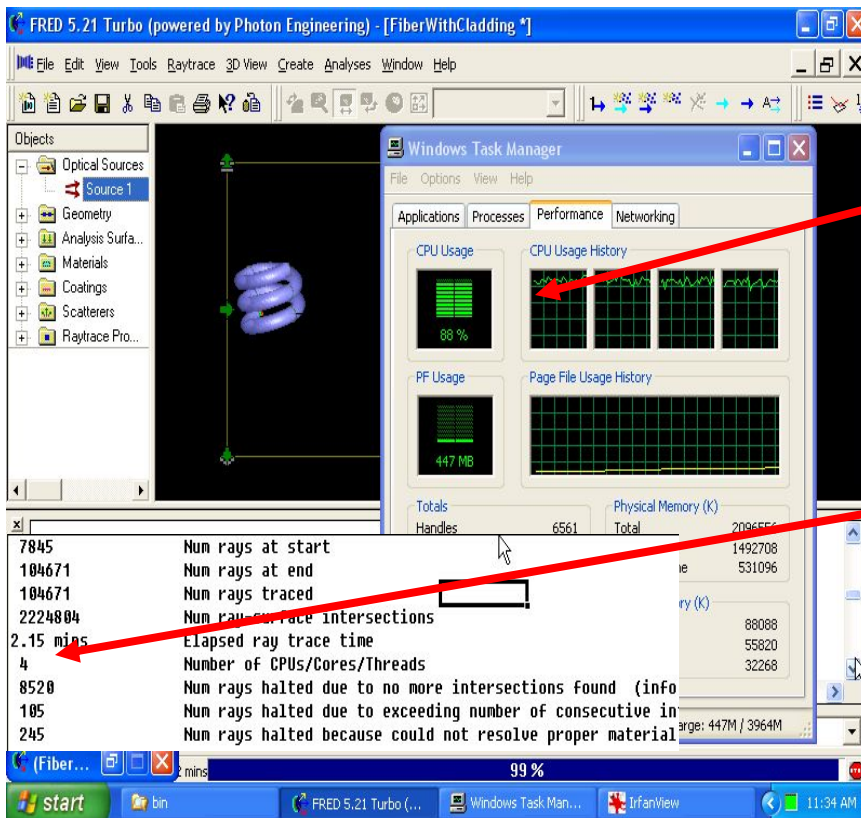 FRED 5.21 Turbo (powered by Photon Engineering) - [FiberWithCladding *]
File Edit View Tools Raytrace 3D View Create Analyses Window Help
Objects
Optical Sources
Source 1
Geometry
Analysis Surfa...
Materials
Coatings
Scatterers
Raytrace Pro...
Windows Task Manager
File Options View Help
Applications Processes Performance Networking
CPU Usage CPU Usage History
88 %
PF Usage Page File Usage History
447 MB
Totals Physical Memory (K)
Handles 6561 Total 2096556
1492708
531096
ry (K)
88088
55820
32268
arge: 447M / 3964M
7845 Num rays at start
104671 Num rays at end
104671 Num rays traced
2224804 Num ray-surface intersections
2.15 mins Elapsed ray trace time
4 Number of CPUs/Cores/Threads
8520 Num rays halted due to no more intersections found (info
105 Num rays halted due to exceeding number of consecutive in
245 Num rays halted because could not resolve proper material
(Fiber... mins 99 %
start bin FRED 5.21 Turbo (... Windows Task Man... IrfanView 11:34 AM